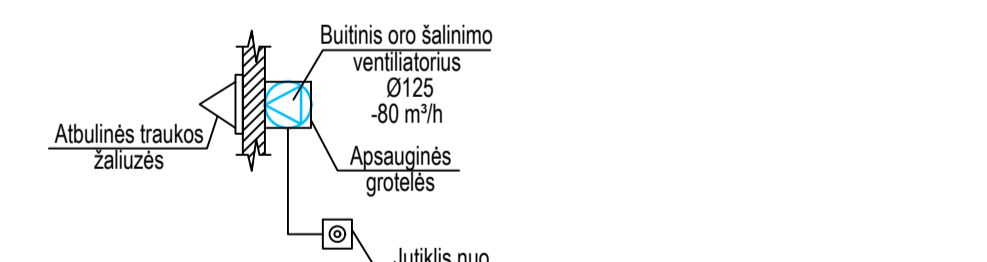 Buitinis oro šalinimo
ventiliatorius
Ø125
-80 m³/h
Atbulinės traukos
žaliuzės
Apsauginės
grotelės
Jutiklis nuo